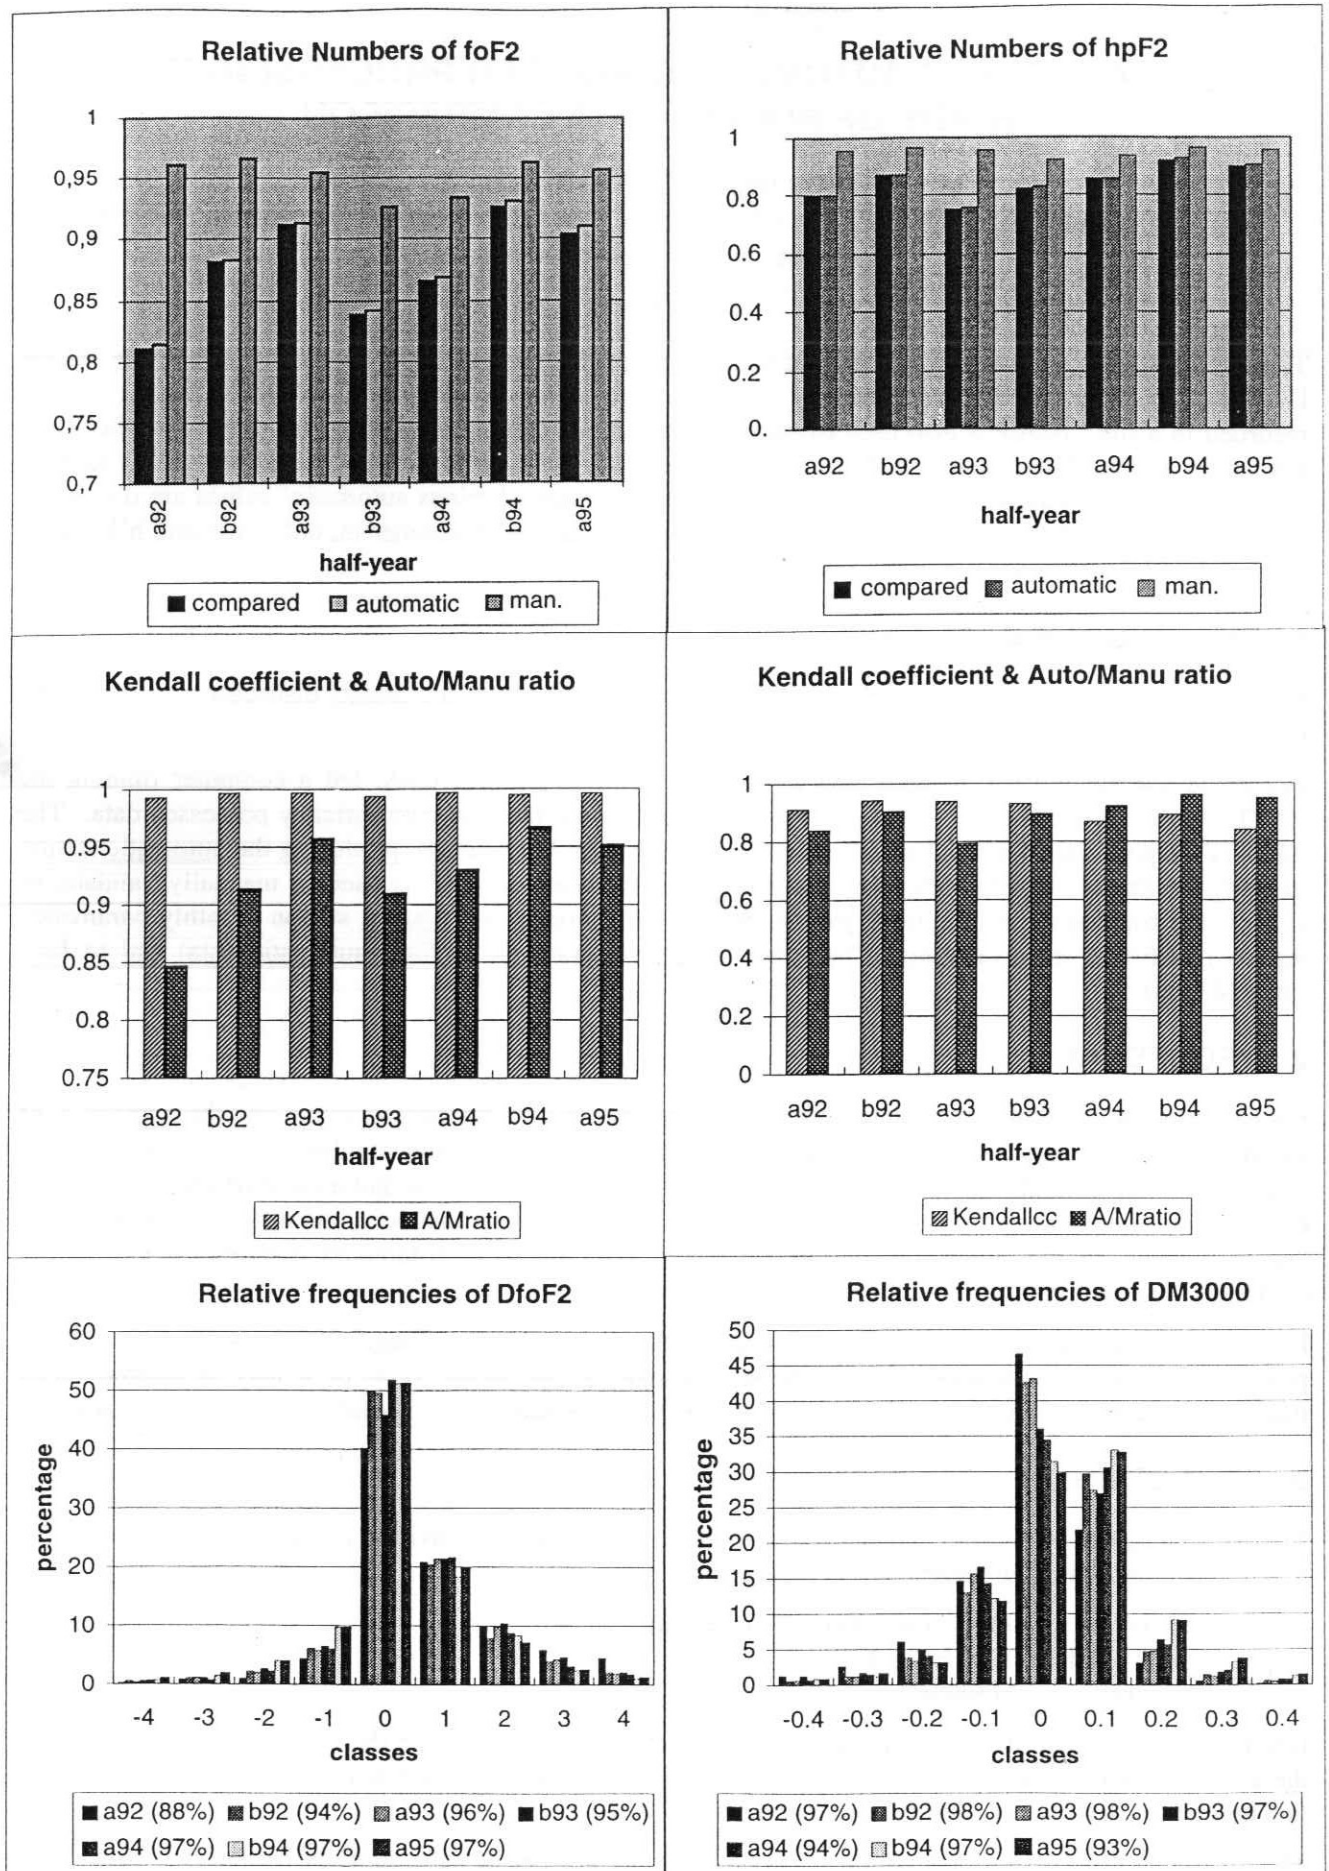 Relative Numbers of foF2
1
0,95
0,9
0,85
0,8
0,75
0,7
a92 b92 a93 b93 a94 b94 a95
half-year
compared automatic man.
Relative Numbers of hpF2
1
0.8
0.6
0.4
0.2
0.
a92 b92 a93 b93 a94 b94 a95
half-year
compared automatic man.
Kendall coefficient & Auto/Manu ratio
1
0.95
0.9
0.85
0.8
0.75
a92 b92 a93 b93 a94 b94 a95
half-year
Kendallcc A/Mratio
Kendall coefficient & Auto/Manu ratio
1
0.8
0.6
0.4
0.2
0
a92 b92 a93 b93 a94 b94 a95
half-year
Kendallcc A/Mratio
Relative frequencies of DfoF2
percentage
60
50
40
30
20
10
0
-4 -3 -2 -1 0 1 2 3 4
classes
a92 (88%) b92 (94%) a93 (96%) b93 (95%)
a94 (97%) b94 (97%) a95 (97%)
Relative frequencies of DM3000
percentage
50
45
40
35
30
25
20
15
10
5
0
-0.4 -0.3 -0.2 -0.1 0 0.1 0.2 0.3 0.4
classes
a92 (97%) b92 (98%) a93 (98%) b93 (97%)
a94 (94%) b94 (97%) a95 (93%)